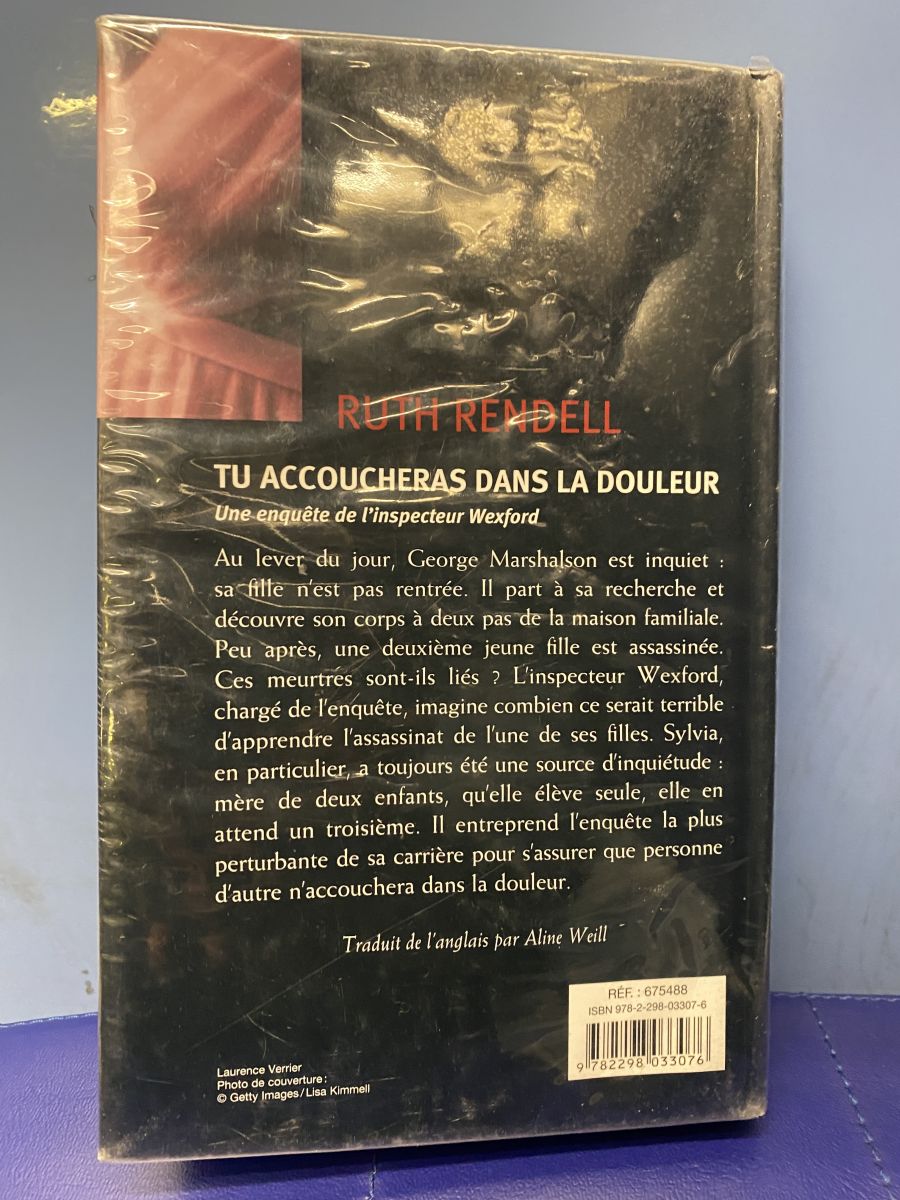 RUTH RENDELL
TU ACCOUCHERAS DANS LA DOULEUR
Une enquête de l'inspecteur Wexford
Au lever du jour, George Marshalson est inquiet :
sa fille n'est pas rentrée. Il part à sa recherche et
découvre son corps à deux pas de la maison familiale.
Peu après, une deuxième jeune fille est assassinée.
Ces meurtres sont-ils liés ? L'inspecteur Wexford,
chargé de l'enquête, imagine combien ce serait terrible
d'apprendre l'assassinat de l'une de ses filles. Sylvia,
en particulier, a toujours été une source d'inquiétude :
mère de deux enfants, qu'elle élève seule, elle en
attend un troisième. Il entreprend l'enquête la plus
perturbante de sa carrière pour s'assurer que personne
d'autre n'accouchera dans la douleur.
Traduit de l'anglais par Aline Weill
RÉF. : 675488
ISBN 978-2-298-03307-6
9 782298 033076
Laurence Verrier
Photo de couverture :
© Getty Images / Lisa Kimmell